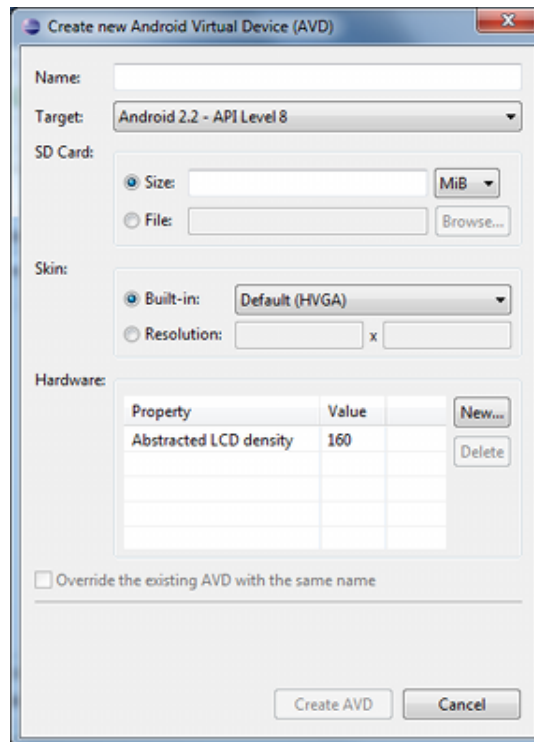 Create new Android Virtual Device (AVD)
Name:
Target: Android 2.2 - API Level 8
SD Card:
Size: MiB
File: Browse...
Skin:
Built-in: Default (HVGA)
Resolution: x
Hardware:
Property Value New...
Abstracted LCD density 160
Delete
Override the existing AVD with the same name
Create AVD Cancel